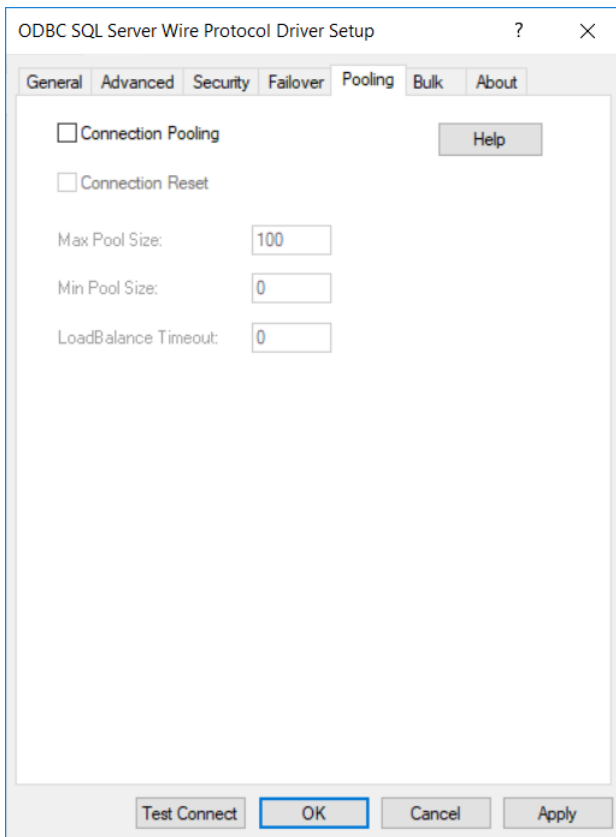 ODBC SQL Server Wire Protocol Driver Setup ?
General Advanced Security Failover Pooling Bulk About
Connection Pooling Help
Connection Reset
Max Pool Size: 100
Min Pool Size: 0
LoadBalance Timeout: 0
Test Connect OK Cancel Apply